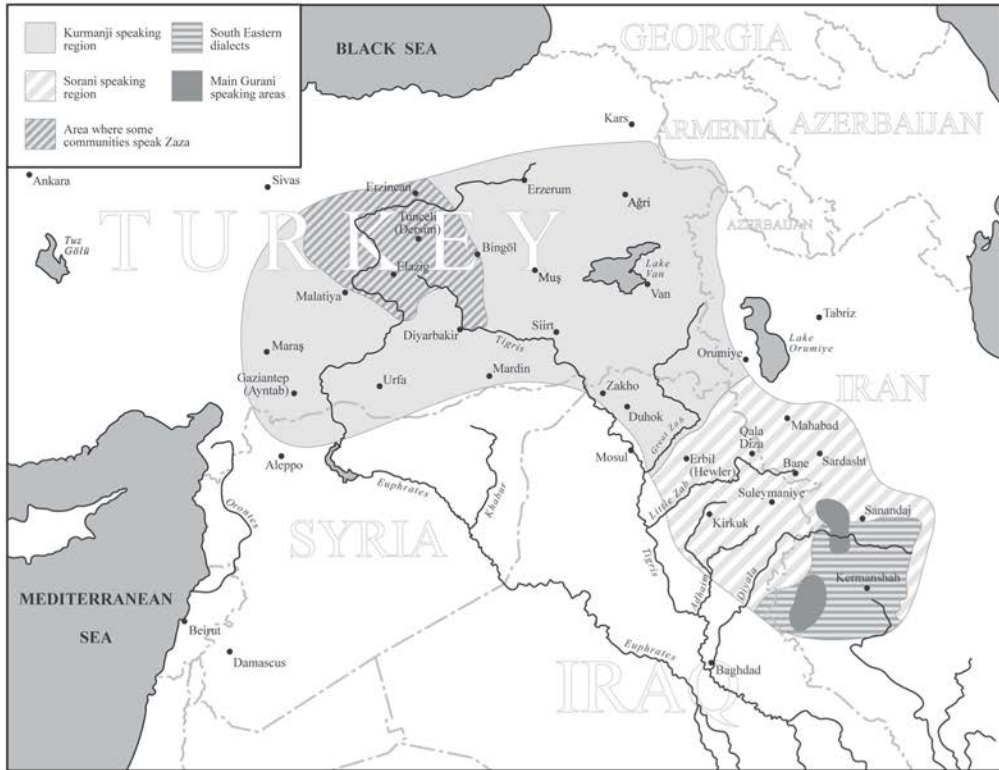 Kurmanji speaking
region
Sorani speaking
region
Area where some
communities speak Zaza
South Eastern
dialects
Main Gurani
speaking areas
BLACK SEA
GEORGIA
ARMENIA
AZERBAIJAN
AZERBAIJAN
TURKEY
IRAN
SYRIA
IRAQ
MEDITERRANEAN
SEA
Kars
Ankara
Sivas
Erzincan
Erzerum
Ağri
Tunceli
(Dersim)
Tuz
Gölü
Bingöl
Elazig
Muş
Lake
Van
Van
Malatiya
Tabriz
Diyarbakir
Siirt
Tigris
Lake
Orumiye
Orumiye
Maraş
Mardin
Gaziantep
(Ayntab)
Urfa
Zakho
Duhok
Great Zab
Mahabad
Qala
Diza
Aleppo
Mosul
Erbil
(Hewler)
Bane
Sardasht
Euphrates
Khabur
Little Zab
Suleymaniye
Orontes
Kirkuk
Sanandaj
Tigris
Adhaim
Diyala
Kermanshah
Beirut
Damascus
Euphrates
Baghdad